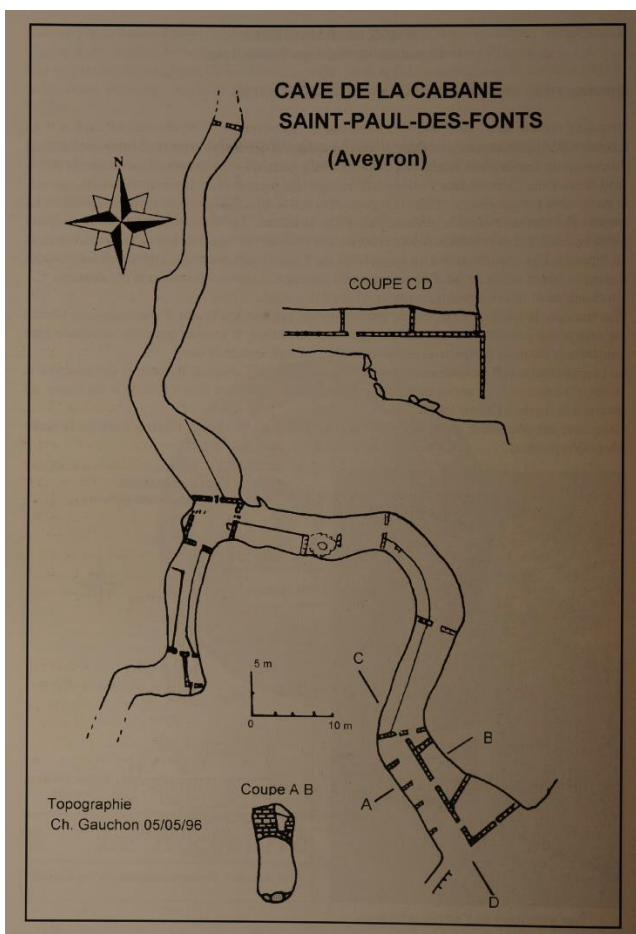 CAVE DE LA CABANE
SAINT-PAUL-DES-FONTS
(Aveyron)
N
COUPE C D
5 m
0
10 m
C
B
A
D
Coupe A B
Topographie
Ch. Gauchon 05/05/96